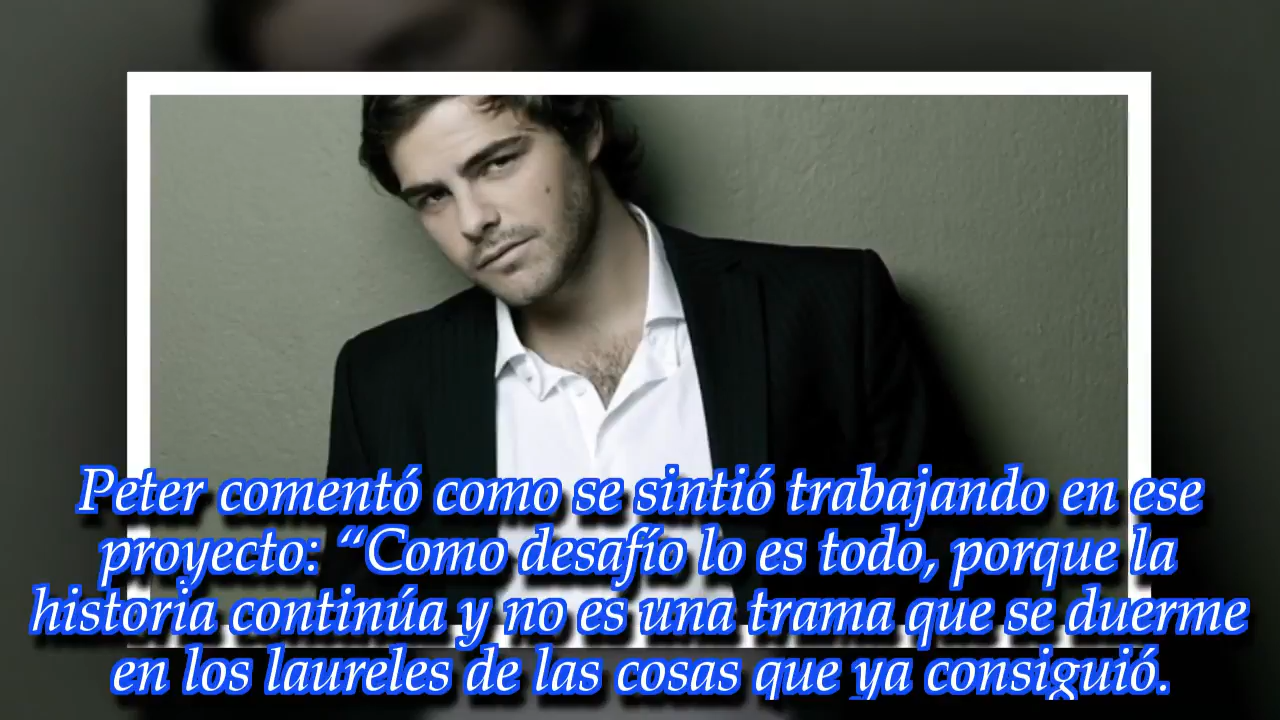 Peter comentó como se sintió trabajando en ese
proyecto: “Como desafío lo es todo, porque la
historia continúa y no es una trama que se duerme
en los laureles de las cosas que ya consiguió.